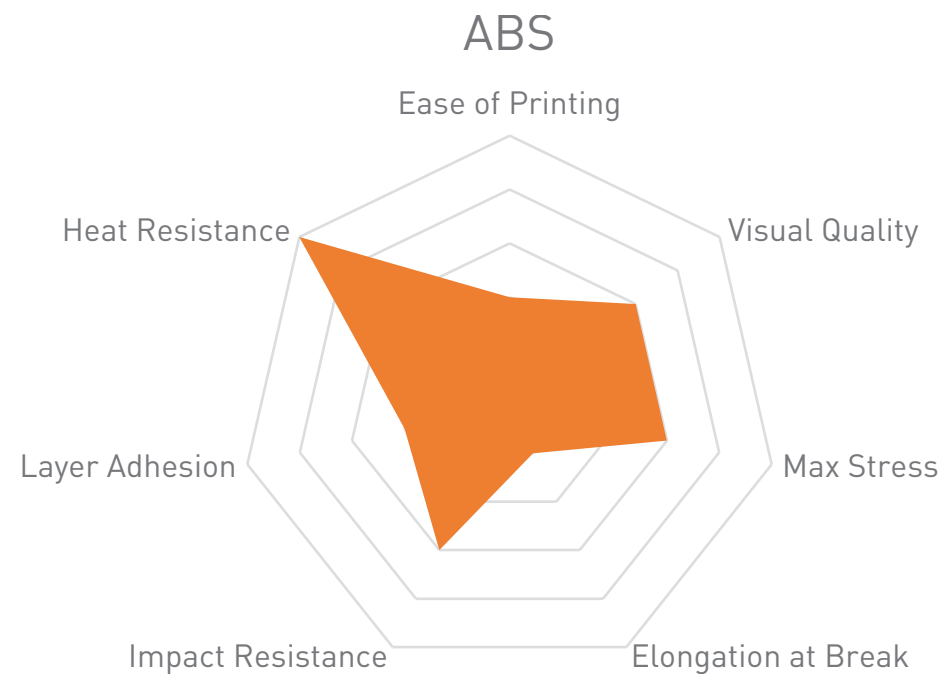 ABS
Ease of Printing
Heat Resistance
Visual Quality
Layer Adhesion
Max Stress
Impact Resistance
Elongation at Break